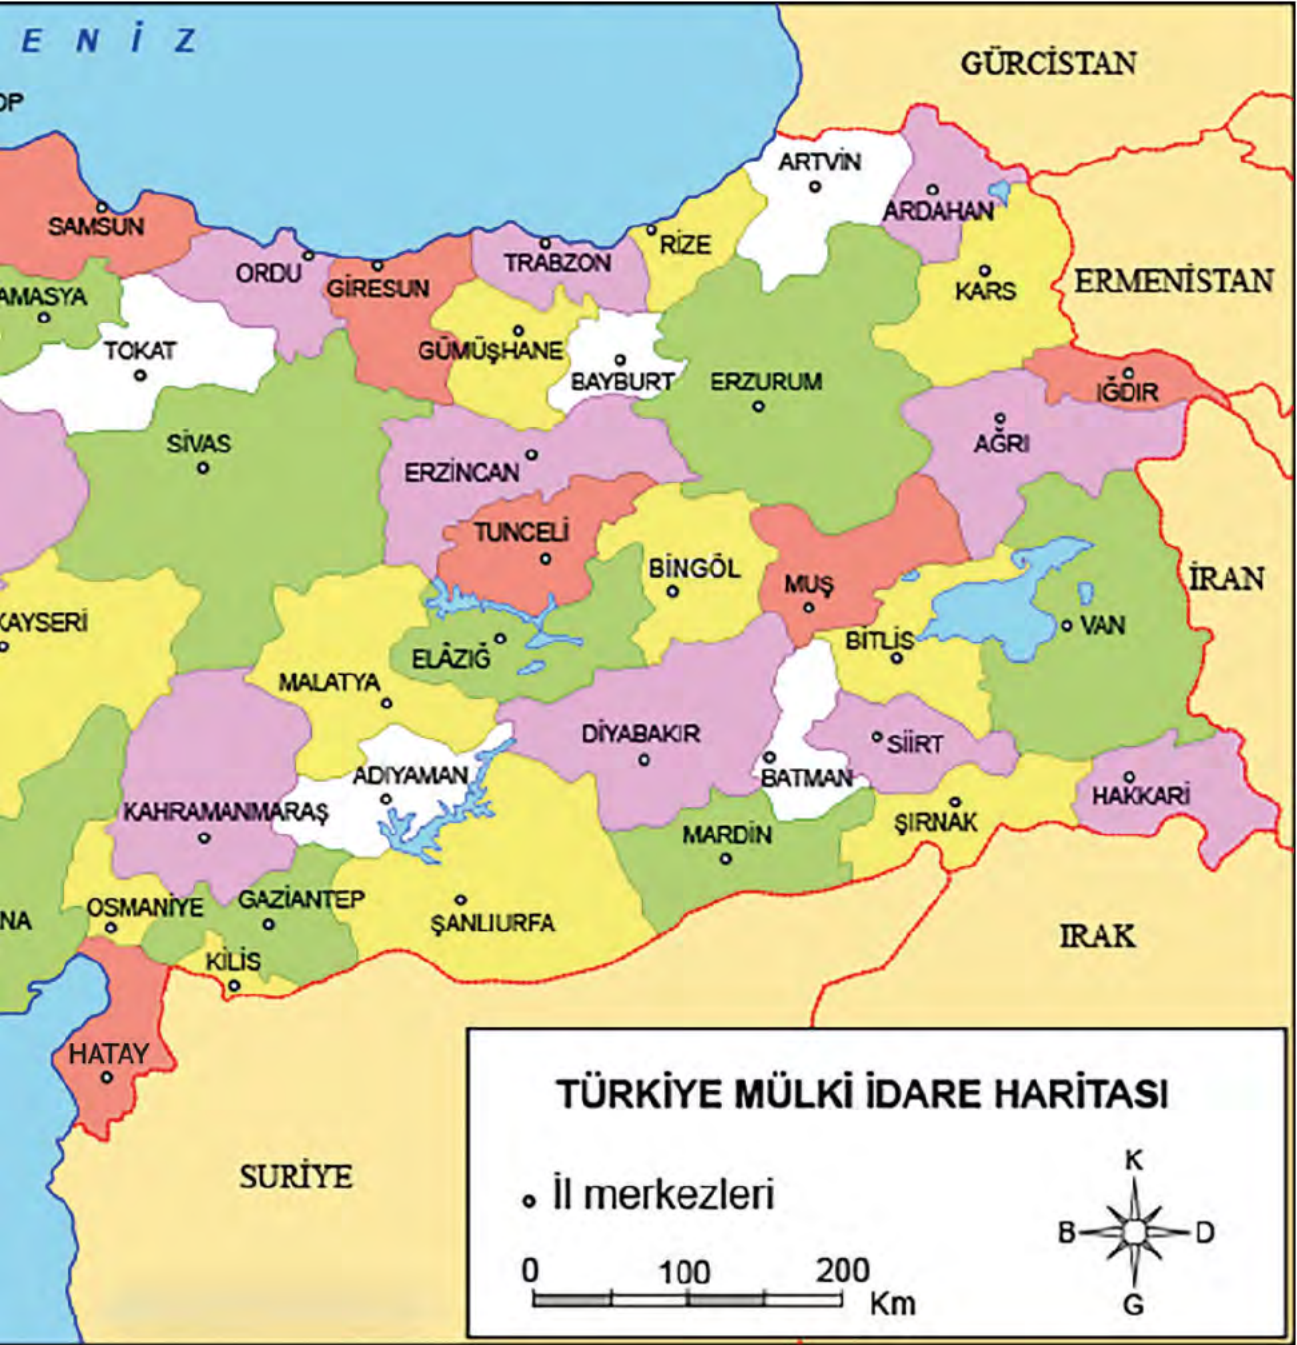 E N İ Z
GÜRCİSTAN
OP
ARTVİN
ARDAHAN
SAMSUN
RİZE
ORDU
TRABZON
GİRESUN
KARS
ERMENİSTAN
AMASYA
TOKAT
GÜMÜŞHANE
BAYBURT
ERZURUM
IĞDIR
SİVAS
AĞRI
ERZİNCAN
TUNCELİ
BİNGÖL
MUŞ
İRAN
KAYSERİ
VAN
BİTLİS
ELÂZIĞ
MALATYA
DİYABAKIR
SİİRT
ADIYAMAN
BATMAN
HAKKARİ
KAHRAMANMARAŞ
ŞIRNAK
MARDİN
GAZİANTEP
OSMANİYE
NA
ŞANLIURFA
IRAK
KİLİS
HATAY
TÜRKİYE MÜLKİ İDARE HARİTASI
SURİYE
İl merkezleri
K
B D
G
0 100 200
Km